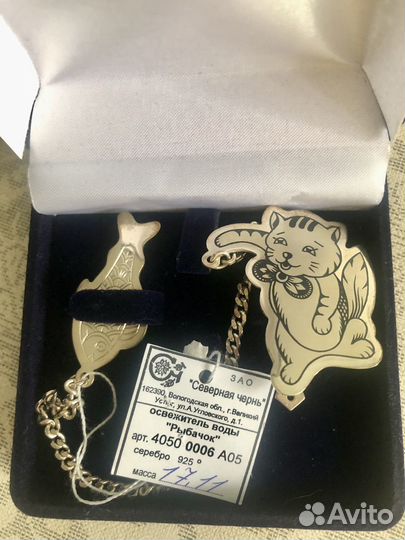 ЗАО
"Северная чернь"
162390, Вологодская обл., г.Великий
Устюг, ул.А.Угловского, д.1.
освежитель воды
"Рыбачок"
арт. 4050 0006 А05
серебро 925°
масса 17,11
Avito